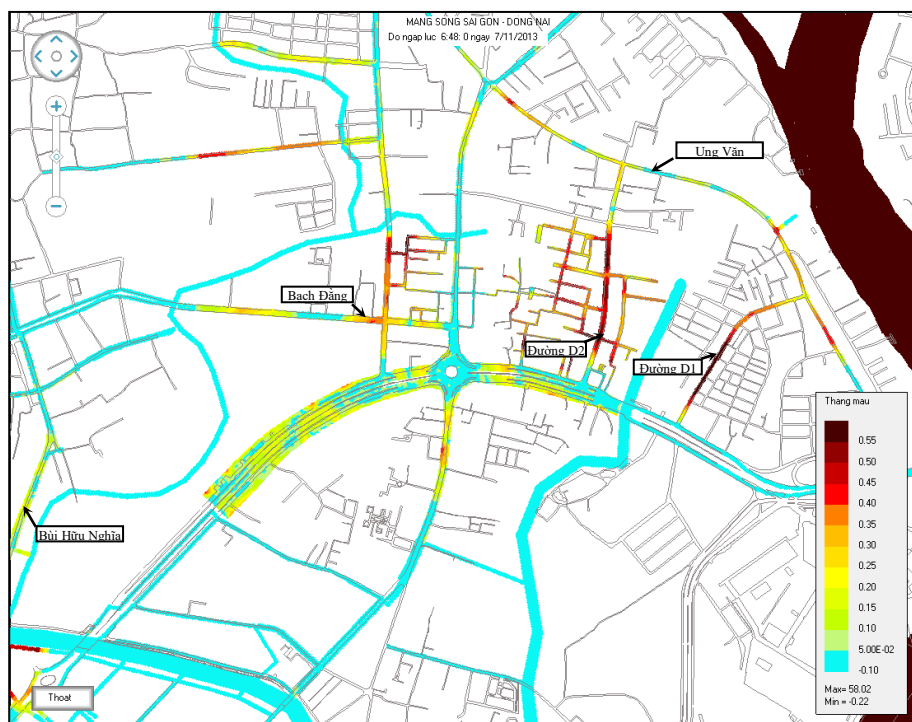 MANG SONG SAI GON - DONG NAI
Do ngap luc 6:48: 0 ngay 7/11/2013
Ung Văn
Bạch Đằng
Đường D2
Đường D1
Bùi Hữu Nghĩa
Thang mau
0.55
0.50
0.45
0.40
0.35
0.30
0.20
0.15
0.10
5.00E-02
-0.10
Max= 58.02
Min = -0.22
Thoat